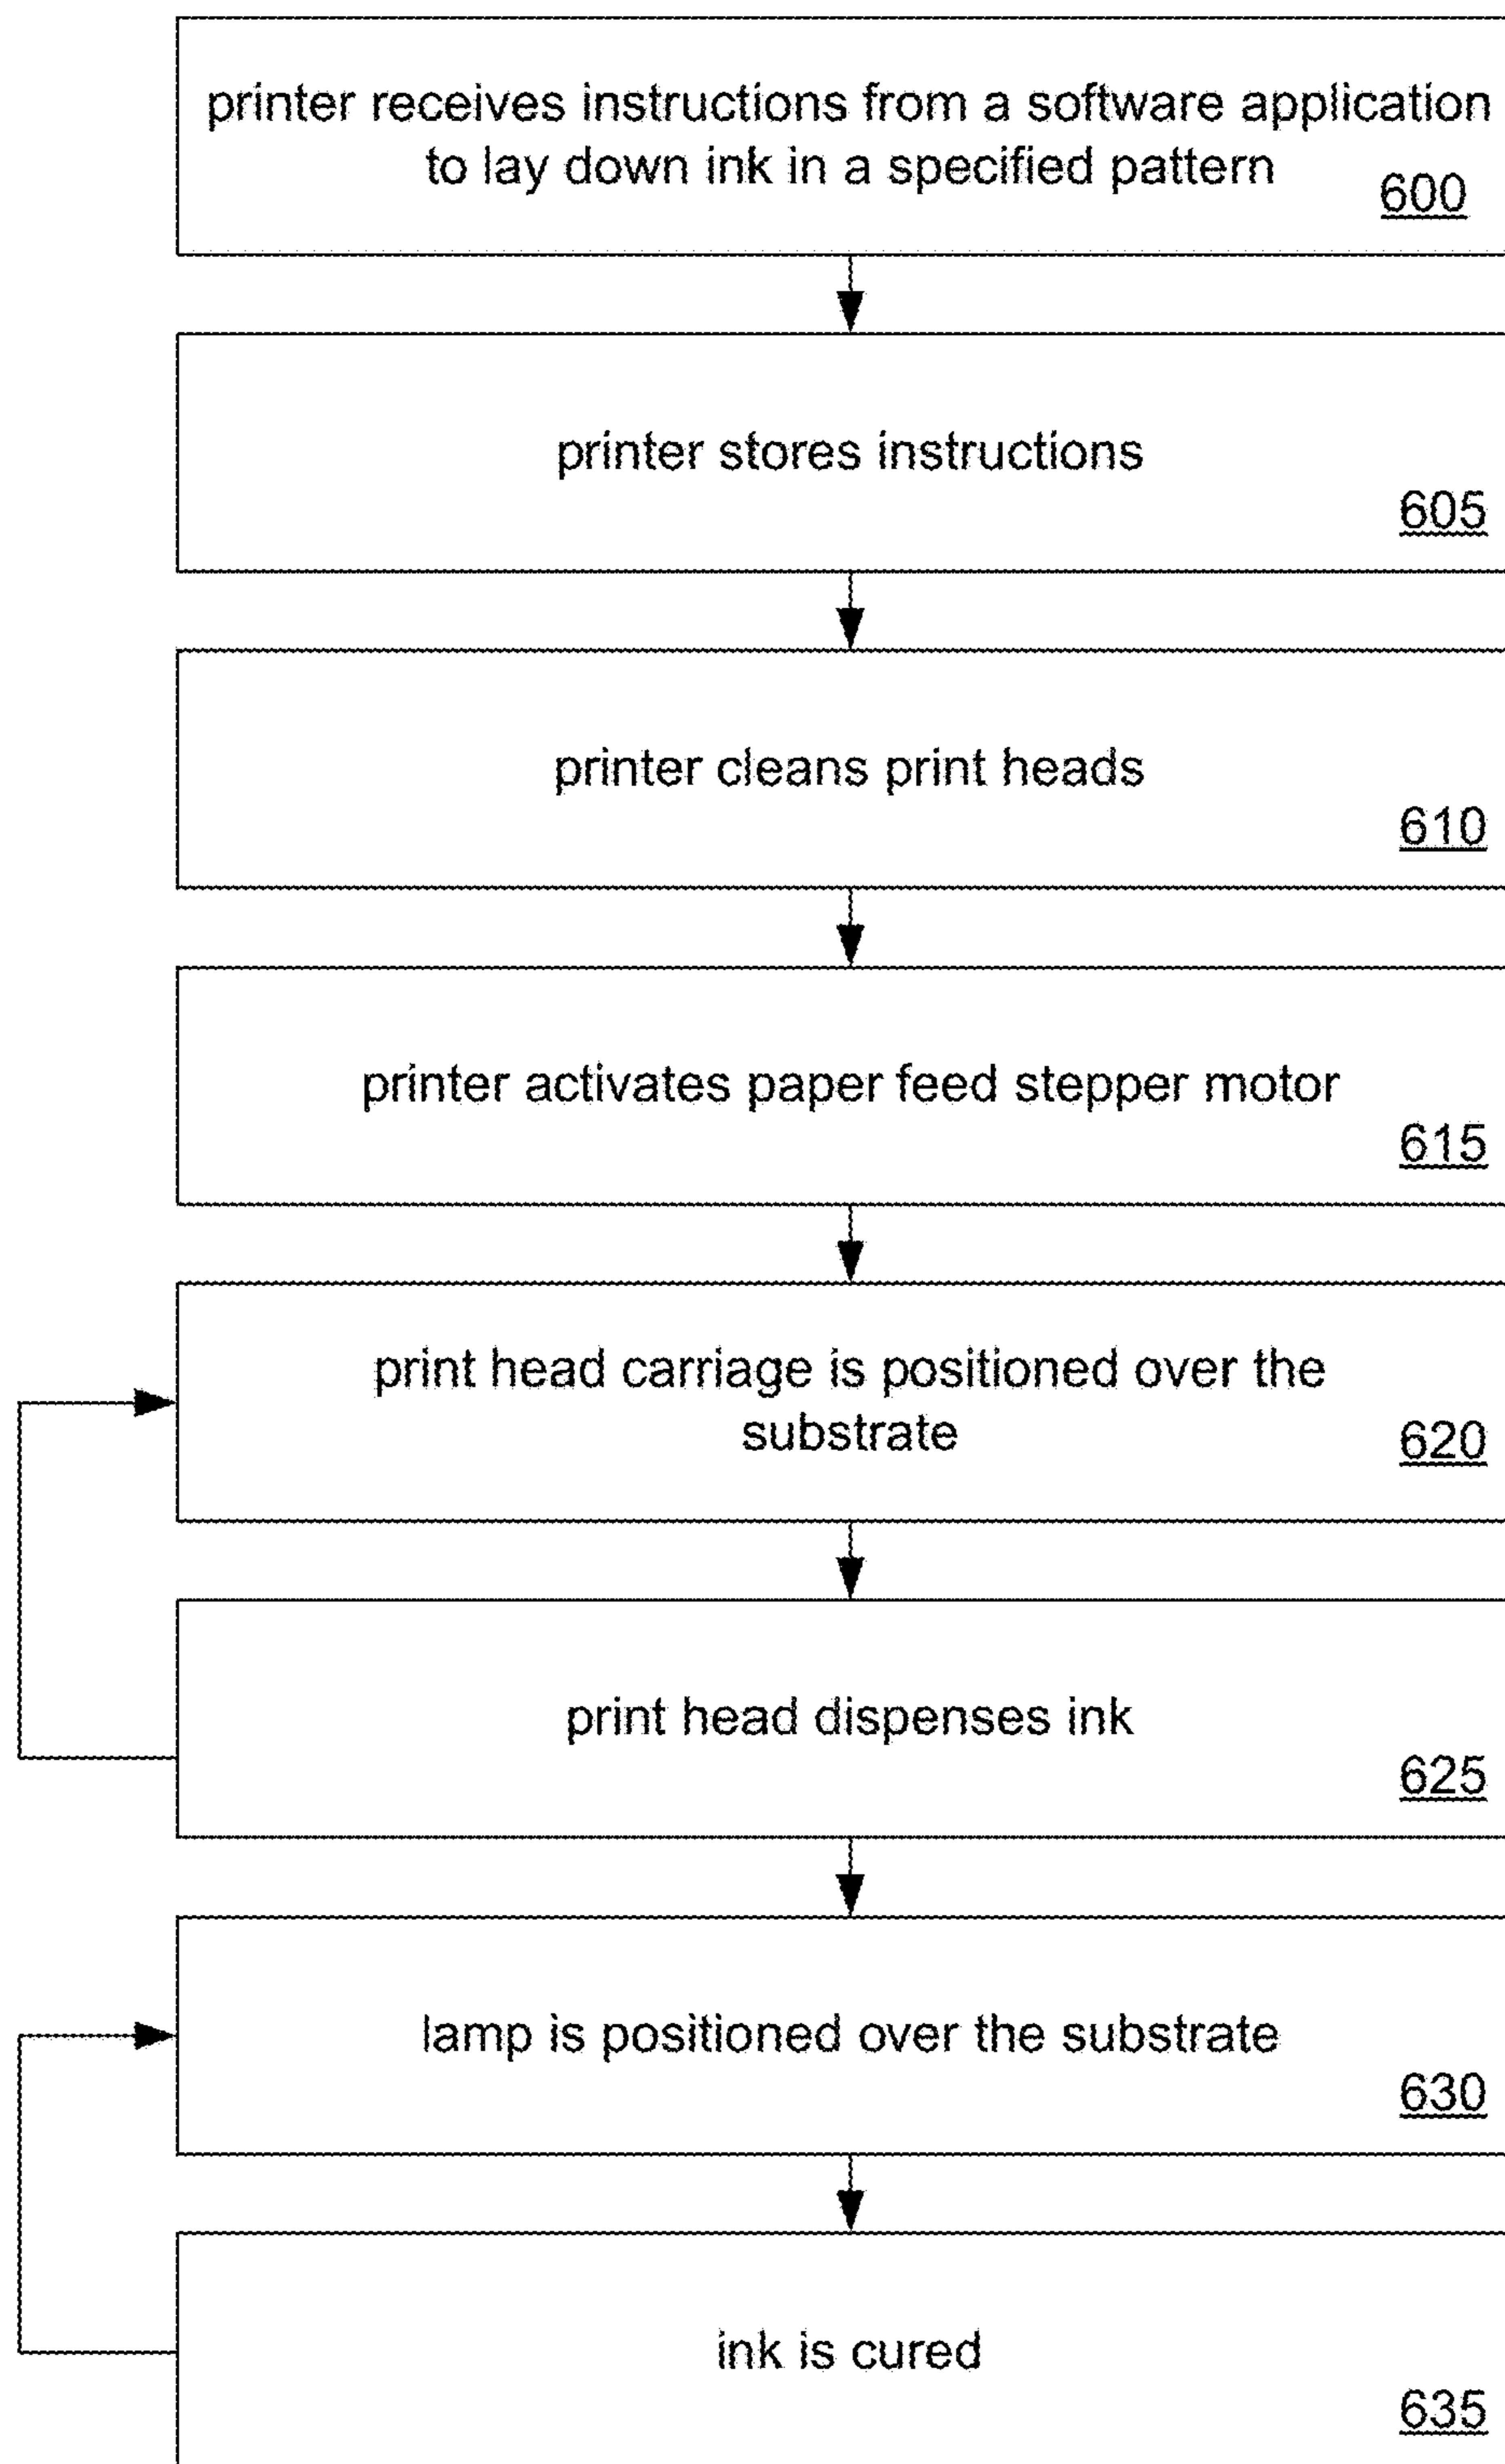 printer receives instructions from a software application
to lay down ink in a specified pattern
600
printer stores instructions
605
printer cleans print heads
610
printer activates paper feed stepper motor
615
print head carriage is positioned over the
substrate
620
print head dispenses ink
625
lamp is positioned over the substrate
630
ink is cured
635